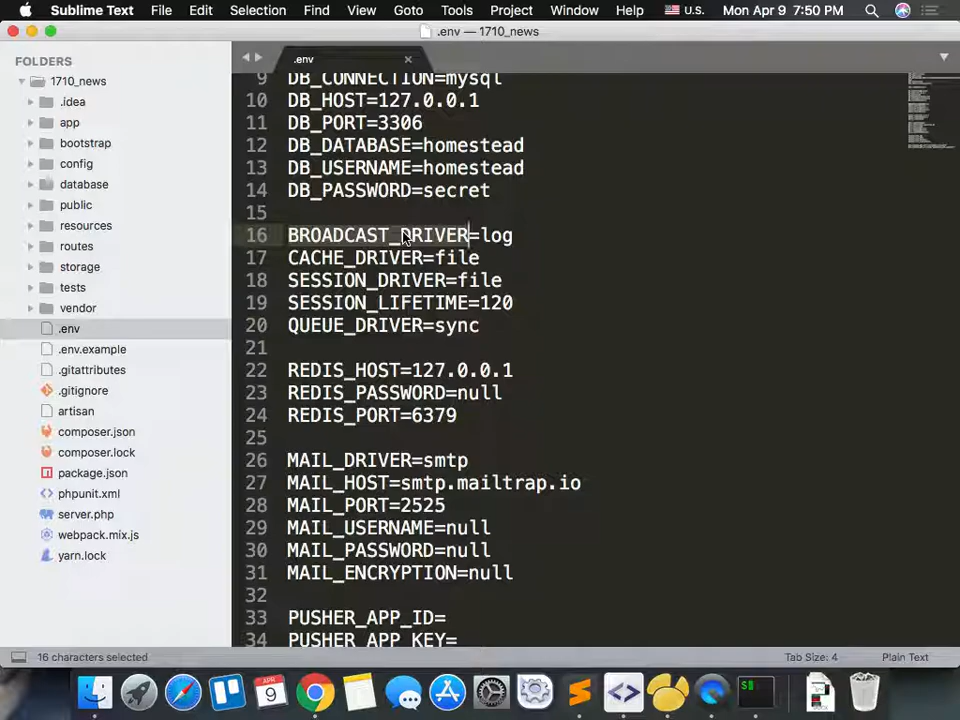 Sublime Text File Edit Selection Find View Goto Tools Project Window Help U.S. Mon Apr 9 7:50 PM
.env — 1710_news
FOLDERS
1710_news
.idea
app
bootstrap
config
database
public
resources
routes
storage
tests
vendor
.env
.env.example
.gitattributes
.gitignore
artisan
composer.json
composer.lock
package.json
phpunit.xml
server.php
webpack.mix.js
yarn.lock
.env ×
9 DB_CONNECTION=mysql
10 DB_HOST=127.0.0.1
11 DB_PORT=3306
12 DB_DATABASE=homestead
13 DB_USERNAME=homestead
14 DB_PASSWORD=secret
15
16 BROADCAST_DRIVER=log
17 CACHE_DRIVER=file
18 SESSION_DRIVER=file
19 SESSION_LIFETIME=120
20 QUEUE_DRIVER=sync
21
22 REDIS_HOST=127.0.0.1
23 REDIS_PASSWORD=null
24 REDIS_PORT=6379
25
26 MAIL_DRIVER=smtp
27 MAIL_HOST=smtp.mailtrap.io
28 MAIL_PORT=2525
29 MAIL_USERNAME=null
30 MAIL_PASSWORD=null
31 MAIL_ENCRYPTION=null
32
33 PUSHER_APP_ID=
34 PUSHER_APP_KEY=
16 characters selected Tab Size: 4 Plain Text
APR
9